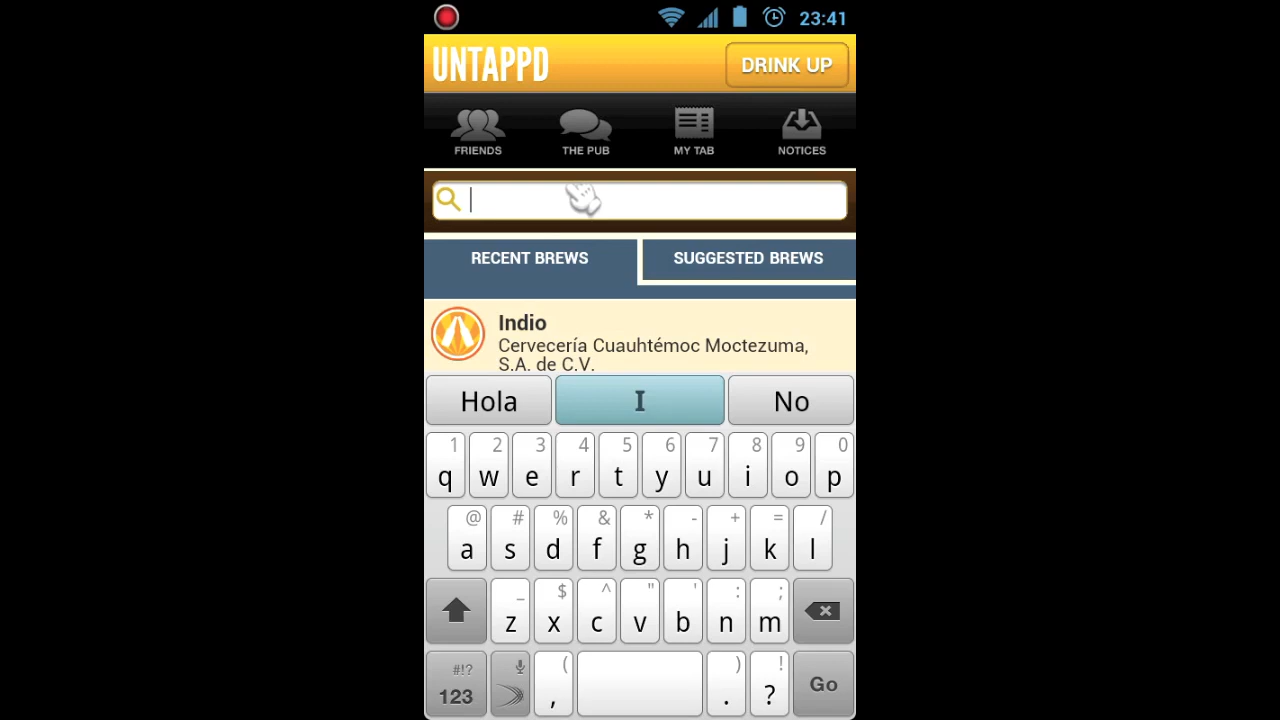 23:41
UNTAPPD
DRINK UP
FRIENDS THE PUB MY TAB NOTICES
RECENT BREWS SUGGESTED BREWS
Indio
Cervecería Cuauhtémoc Moctezuma,
S.A. de C.V.
Hola I No
1 2 3 4 5 6 7 8 9 0
q w e r t y u i o p
@ # % & * - + = /
a s d f g h j k l
_ $ ^ " ' : ;
z x c v b n m
#!? ( ) !
123 , . ? Go